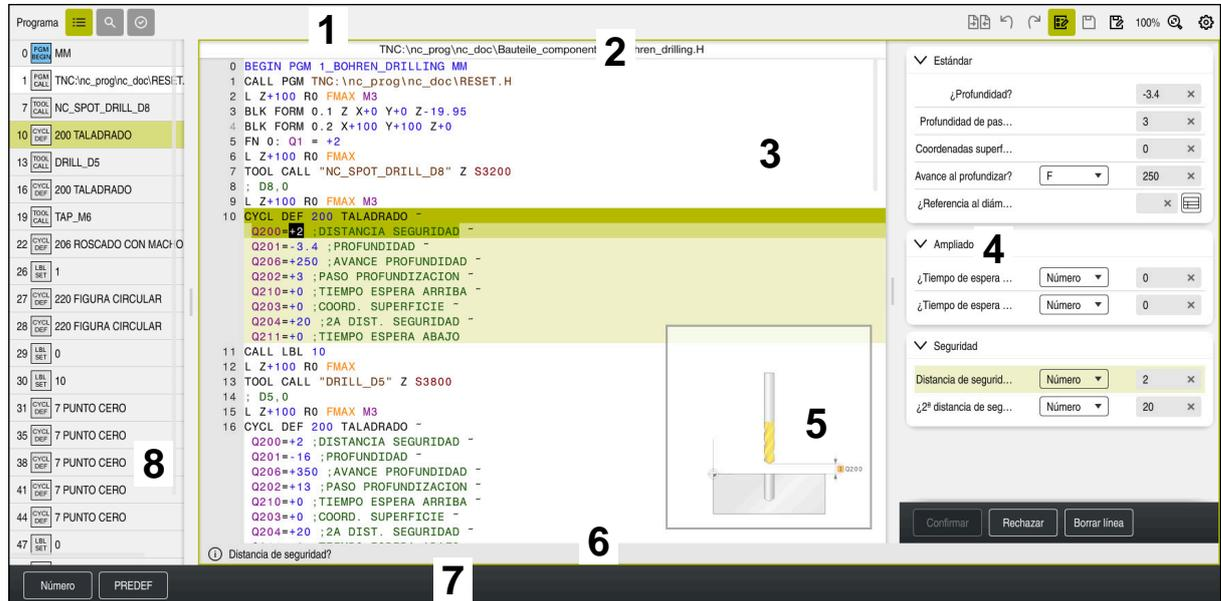 Programa
100%
1
2
TNC:\nc_prog\nc_doc\Bauteile_component hren_drilling.H
0 PGM BEGIN MM
1 PGM CALL TNC:\nc_prog\nc_doc\RESET.
7 TOOL CALL NC_SPOT_DRILL_D8
10 CYCL DEF 200 TALADRADO
13 TOOL CALL DRILL_D5
16 CYCL DEF 200 TALADRADO
19 TOOL CALL TAP_M6
22 CYCL DEF 206 ROSCADO CON MACHO
26 LBL SET 1
27 CYCL DEF 220 FIGURA CIRCULAR
28 CYCL DEF 220 FIGURA CIRCULAR
29 LBL SET 0
30 LBL SET 10
31 CYCL DEF 7 PUNTO CERO
35 CYCL DEF 7 PUNTO CERO
38 CYCL DEF 7 PUNTO CERO
41 CYCL DEF 7 PUNTO CERO
44 CYCL DEF 7 PUNTO CERO
47 LBL SET 0
8
0 BEGIN PGM 1_BOHREN_DRILLING MM
1 CALL PGM TNC:\nc_prog\nc_doc\RESET.H
2 L Z+100 R0 FMAX M3
3 BLK FORM 0.1 Z X+0 Y+0 Z-19.95
4 BLK FORM 0.2 X+100 Y+100 Z+0
5 FN 0: Q1 = +2
6 L Z+100 R0 FMAX
7 TOOL CALL "NC_SPOT_DRILL_D8" Z S3200
8 ; D8,0
9 L Z+100 R0 FMAX M3
10 CYCL DEF 200 TALADRADO ~
Q200=+2 ;DISTANCIA SEGURIDAD ~
Q201=-3.4 ;PROFUNDIDAD ~
Q206=+250 ;AVANCE PROFUNDIDAD ~
Q202=+3 ;PASO PROFUNDIZACION ~
Q210=+0 ;TIEMPO ESPERA ARRIBA ~
Q203=+0 ;COORD. SUPERFICIE ~
Q204=+20 ;2A DIST. SEGURIDAD ~
Q211=+0 ;TIEMPO ESPERA ABAJO
11 CALL LBL 10
12 L Z+100 R0 FMAX
13 TOOL CALL "DRILL_D5" Z S3800
14 ; D5,0
15 L Z+100 R0 FMAX M3
16 CYCL DEF 200 TALADRADO ~
Q200=+2 ;DISTANCIA SEGURIDAD ~
Q201=-16 ;PROFUNDIDAD ~
Q206=+350 ;AVANCE PROFUNDIDAD ~
Q202=+13 ;PASO PROFUNDIZACION ~
Q210=+0 ;TIEMPO ESPERA ARRIBA ~
Q203=+0 ;COORD. SUPERFICIE ~
Q204=+20 ;2A DIST. SEGURIDAD ~
3
5
Q200
6
Distancia de seguridad?
Estándar
¿Profundidad? -3.4 ×
Profundidad de pas... 3 ×
Coordenadas superf... 0 ×
Avance al profundizar? F 250 ×
¿Referencia al diám... ×
Ampliado
4
¿Tiempo de espera ... Número 0 ×
¿Tiempo de espera ... Número 0 ×
Seguridad
Distancia de segurid... Número 2 ×
¿2ª distancia de seg... Número 20 ×
Confirmar Rechazar Borrar línea
Número PREDEF
7